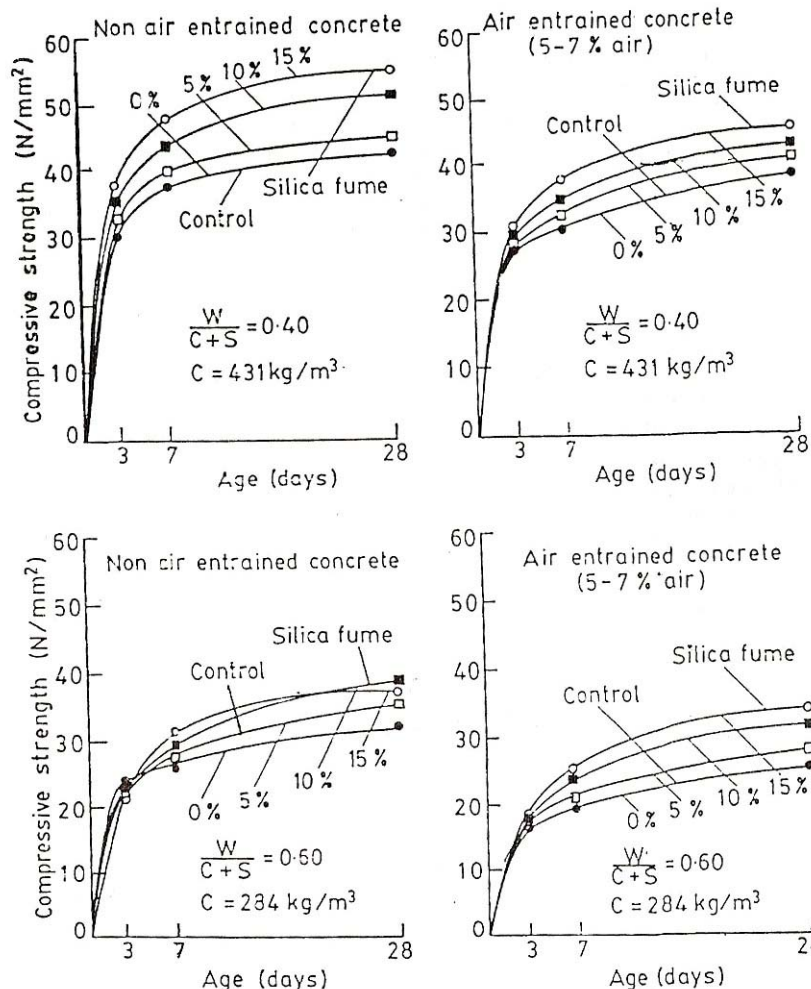 Non air entrained concrete
Compressive strength (N/mm²)
60
50
40
30
20
10
0
0%
5%
10%
15%
Control
Silica fume
W/C+S = 0·40
C = 431 kg/m³
3
7
28
Age (days)
Air entrained concrete
(5-7 % air)
60
50
40
30
20
10
0
Silica fume
Control
15%
10%
5%
0%
W/C+S = 0·40
C = 431 kg/m³
3
7
28
Age (days)
Non air entrained concrete
Compressive strength (N/mm²)
60
50
40
30
20
10
0
Silica fume
Control
15%
10%
5%
0%
W/C+S = 0·60
C = 284 kg/m³
3
7
28
Age (days)
Air entrained concrete
(5-7 % air)
60
50
40
30
20
10
0
Silica fume
Control
15%
10%
5%
0%
W/C+S = 0·60
C = 284 kg/m³
3
7
Age (days)